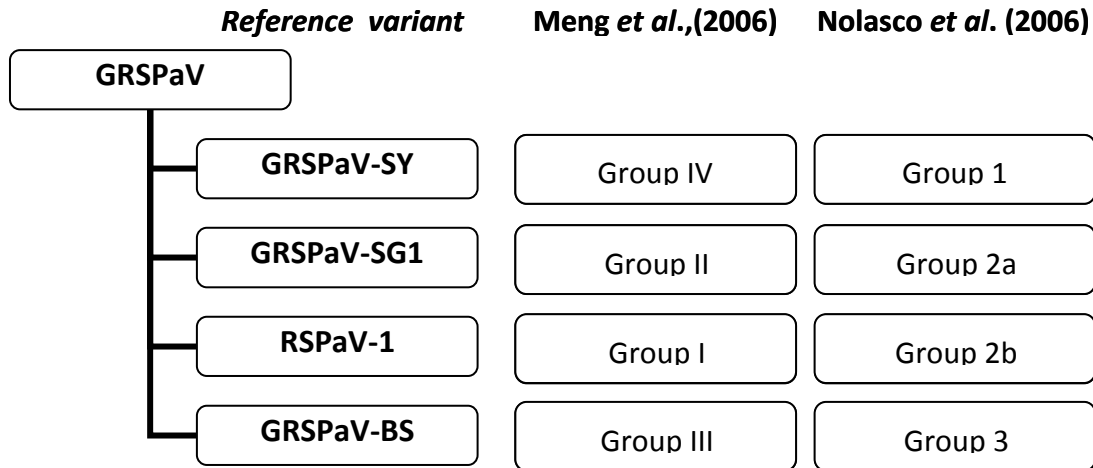 Reference variant Meng et al.,(2006) Nolasco et al. (2006)
GRSPaV
GRSPaV-SY Group IV Group 1
GRSPaV-SG1 Group II Group 2a
RSPaV-1 Group I Group 2b
GRSPaV-BS Group III Group 3